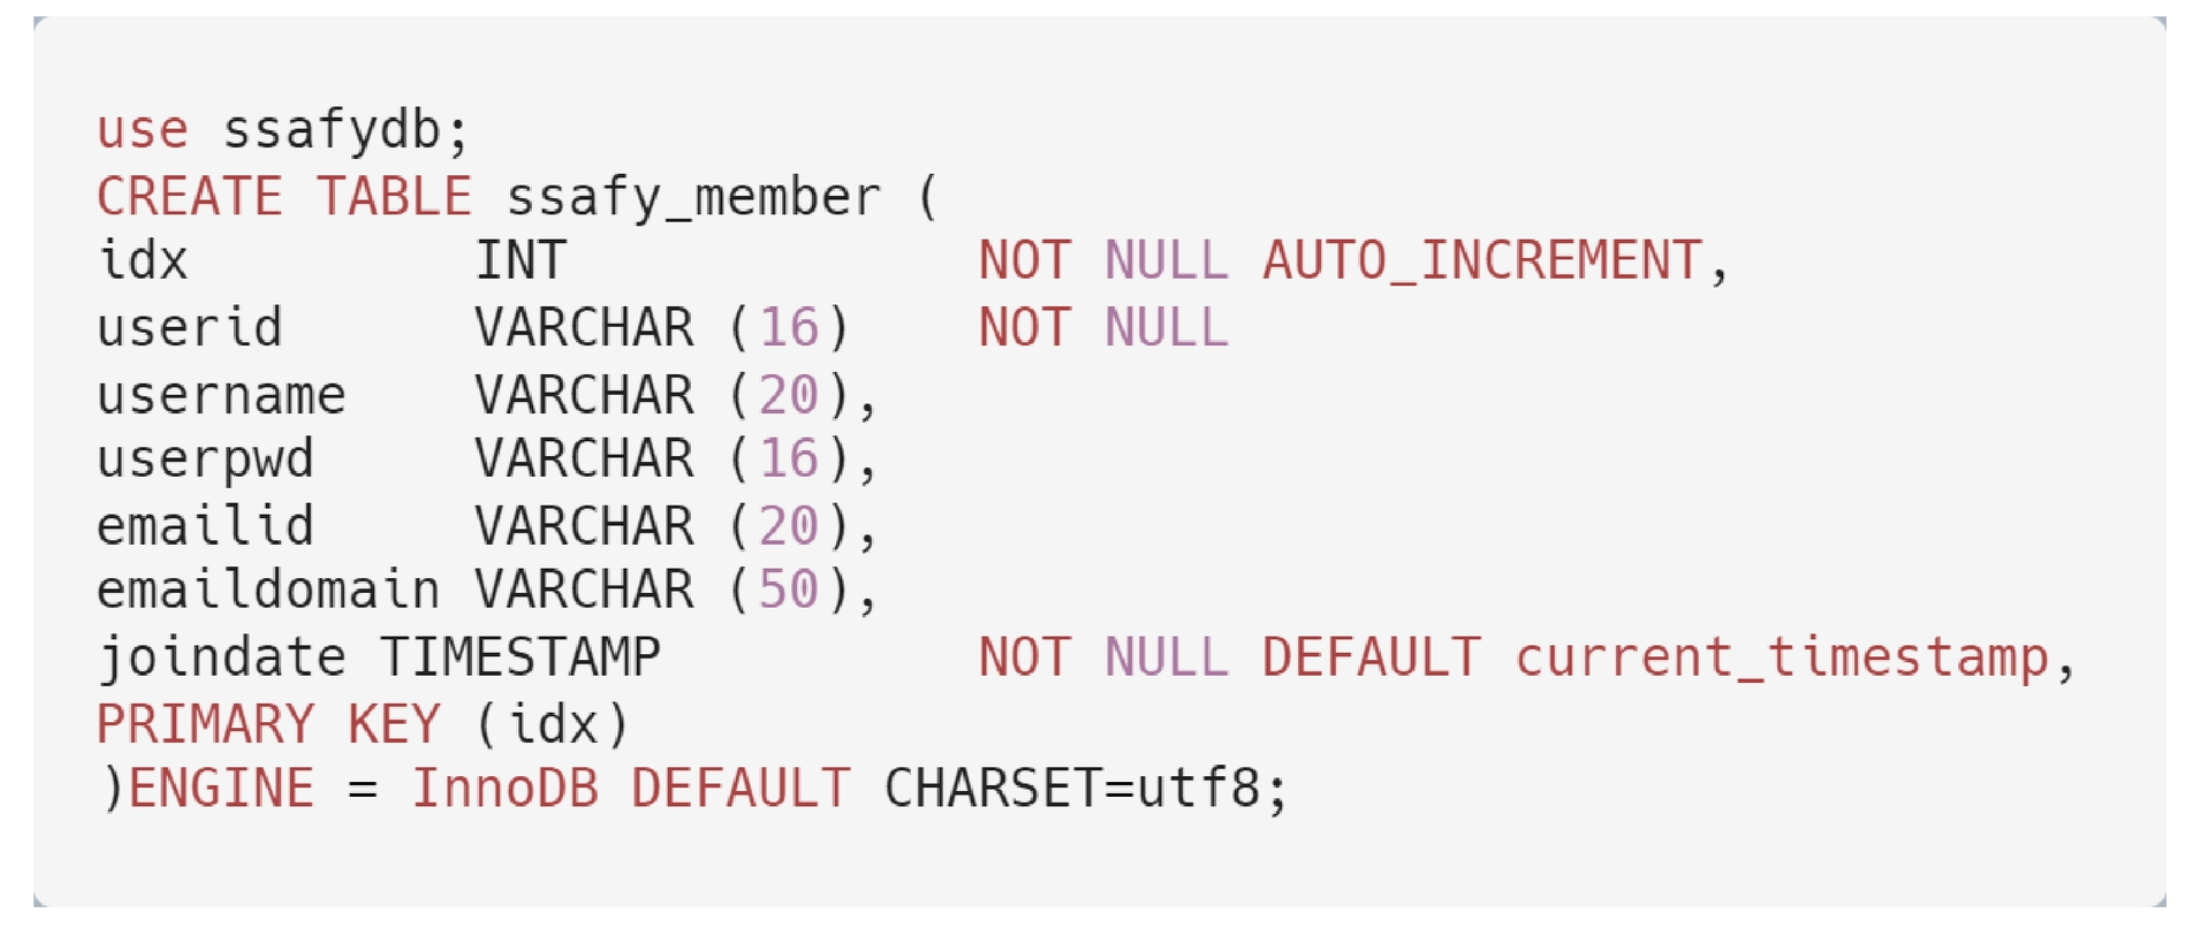 use ssafydb;
CREATE TABLE ssafy_member (
idx INT NOT NULL AUTO_INCREMENT,
userid VARCHAR (16) NOT NULL
username VARCHAR (20),
userpwd VARCHAR (16),
emailid VARCHAR (20),
emaildomain VARCHAR (50),
joindate TIMESTAMP NOT NULL DEFAULT current_timestamp,
PRIMARY KEY (idx)
)ENGINE = InnoDB DEFAULT CHARSET=utf8;